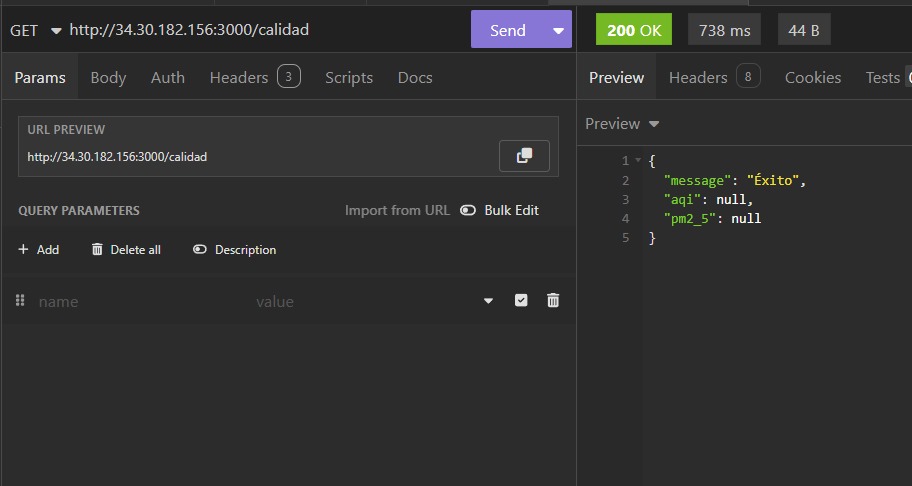 GET http://34.30.182.156:3000/calidad Send
200 OK 738 ms 44 B
Params Body Auth Headers 3 Scripts Docs
URL PREVIEW
http://34.30.182.156:3000/calidad
QUERY PARAMETERS Import from URL Bulk Edit
+ Add Delete all Description
name value
Preview Headers 8 Cookies Tests
Preview
1 {
2 "message": "Éxito",
3 "aqi": null,
4 "pm2_5": null
5 }